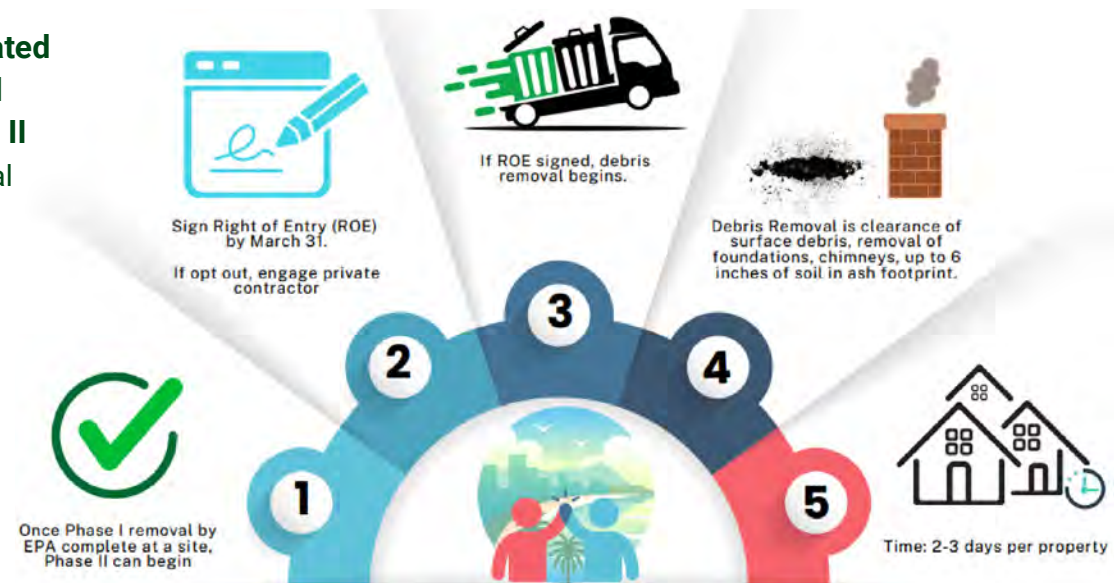 II
Sign Right of Entry (ROE)
by March 31.
If opt out, engage private
contractor
If ROE signed, debris
removal begins.
Debris Removal is clearance of
surface debris, removal of
foundations, chimneys, up to 6
inches of soil in ash footprint.
1
2
3
4
5
Once Phase I removal by
EPA complete at a site,
Phase II can begin
Time: 2-3 days per property